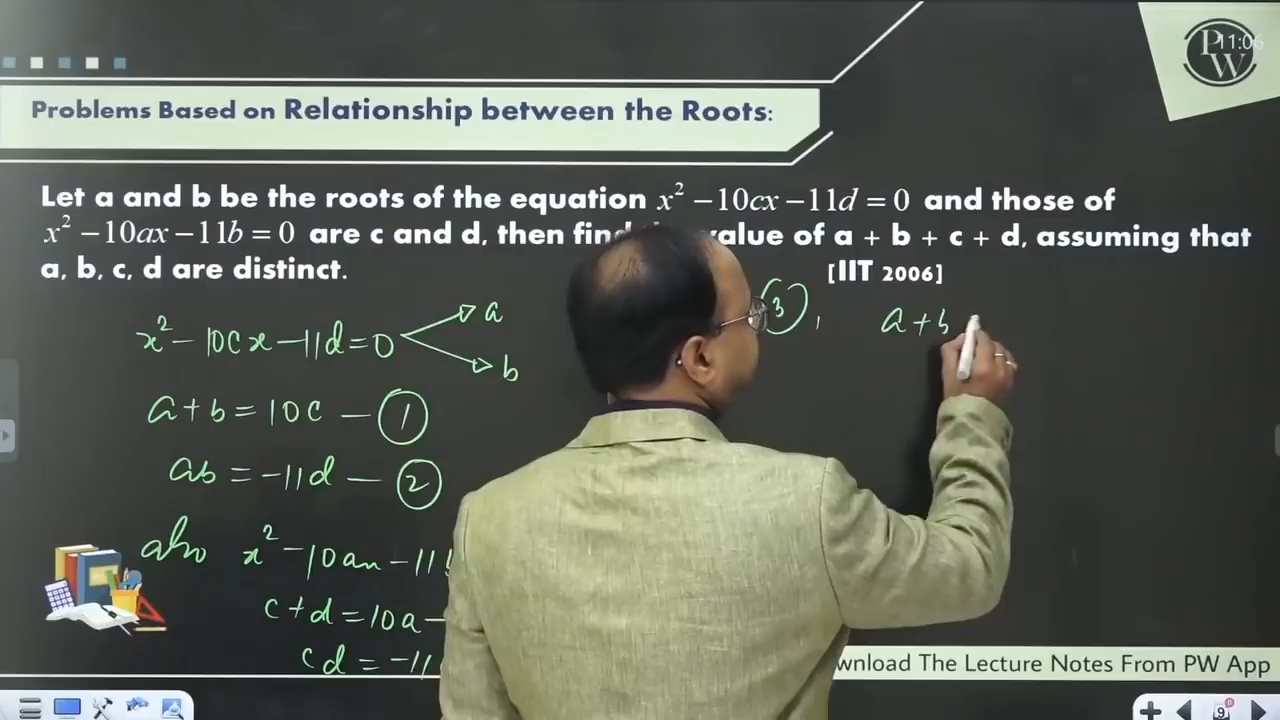 PW
11:06
Problems Based on Relationship between the Roots:
Let a and b be the roots of the equation x² − 10cx − 11d = 0 and those of
x² − 10ax − 11b = 0 are c and d, then find value of a + b + c + d, assuming that
a, b, c, d are distinct. [IIT 2006]
x² − 10cx − 11d = 0 a
b
a + b = 10c — ①
ab = −11d — ②
also x² − 10ax − 11
c + d = 10a —
cd = −11
③, a + b
wnload The Lecture Notes From PW App
9